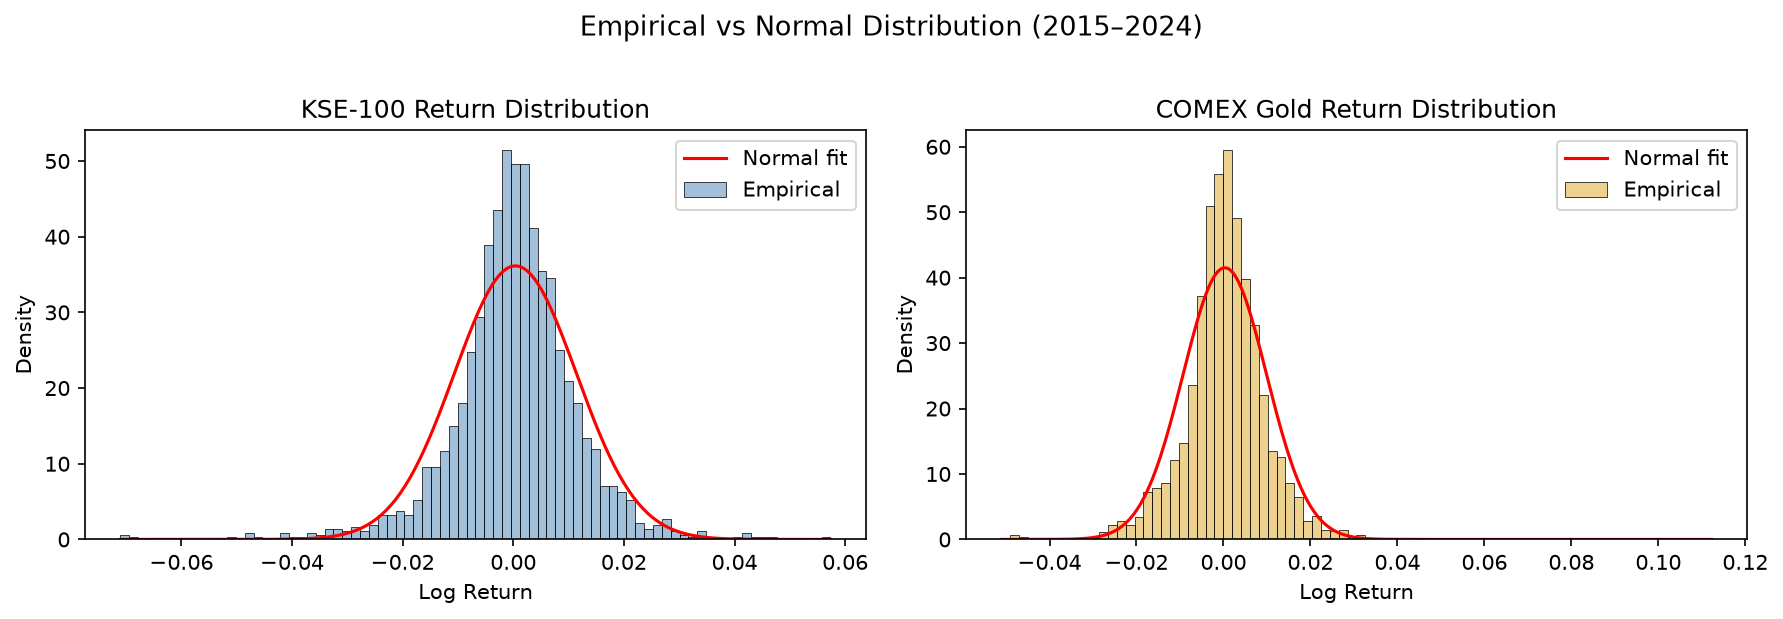 Empirical vs Normal Distribution (2015–2024)
KSE-100 Return Distribution
Normal fit
Empirical
Density
50
40
30
20
10
0
−0.06 −0.04 −0.02 0.00 0.02 0.04 0.06
Log Return
COMEX Gold Return Distribution
Normal fit
Empirical
Density
60
50
40
30
20
10
0
−0.04 −0.02 0.00 0.02 0.04 0.06 0.08 0.10 0.12
Log Return